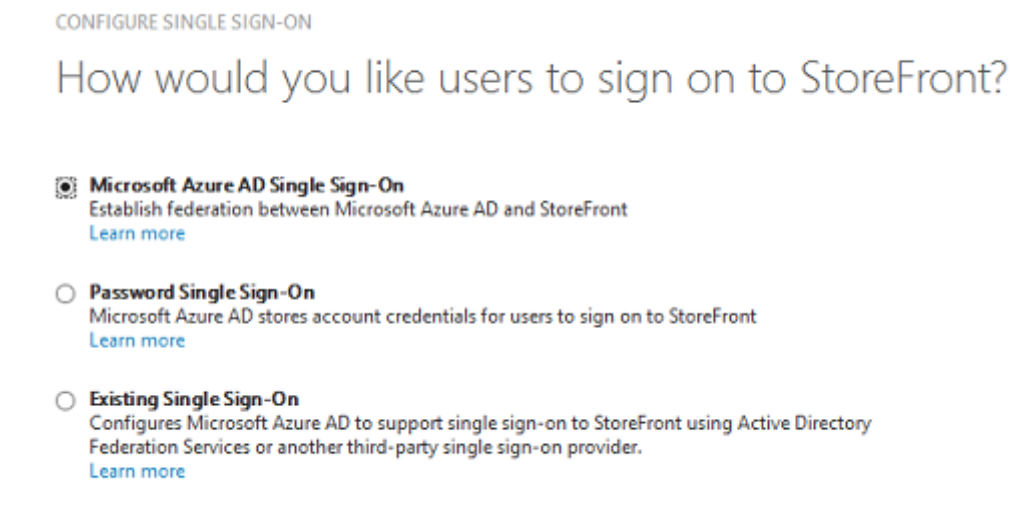 CONFIGURE SINGLE SIGN-ON
How would you like users to sign on to StoreFront?
Microsoft Azure AD Single Sign-On
Establish federation between Microsoft Azure AD and StoreFront
Learn more
Password Single Sign-On
Microsoft Azure AD stores account credentials for users to sign on to StoreFront
Learn more
Existing Single Sign-On
Configures Microsoft Azure AD to support single sign-on to StoreFront using Active Directory
Federation Services or another third-party single sign-on provider.
Learn more